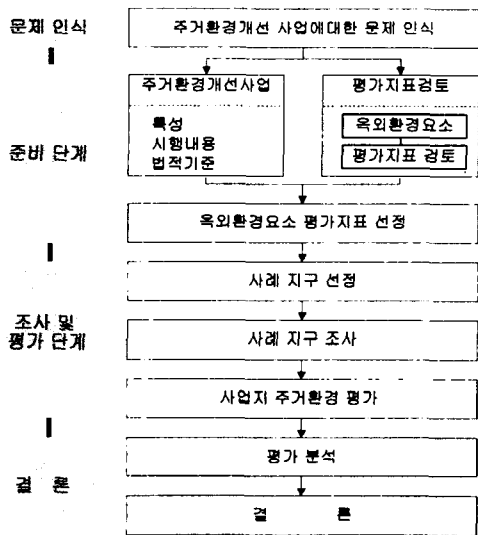 문제 인식
주거환경개선 사업에대한 문제 인식
주거환경개선사업
특성
시행내용
법적기준
평가지표검토
옥외환경요소
평가지표 검토
준비 단계
옥외환경요소 평가지표 선정
사례 지구 선정
조사 및
평가 단계
사례 지구 조사
사업지 주거환경 평가
평가 분석
결 론
결 론